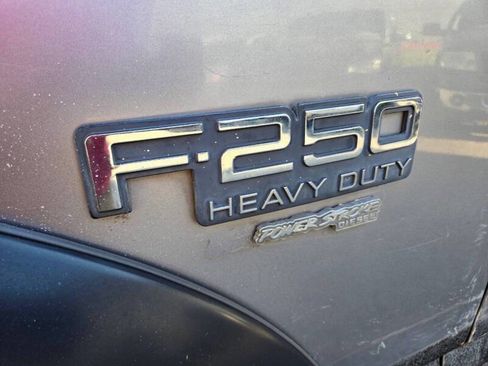 F-250
HEAVY DUTY
POWER STROKE
DIESEL